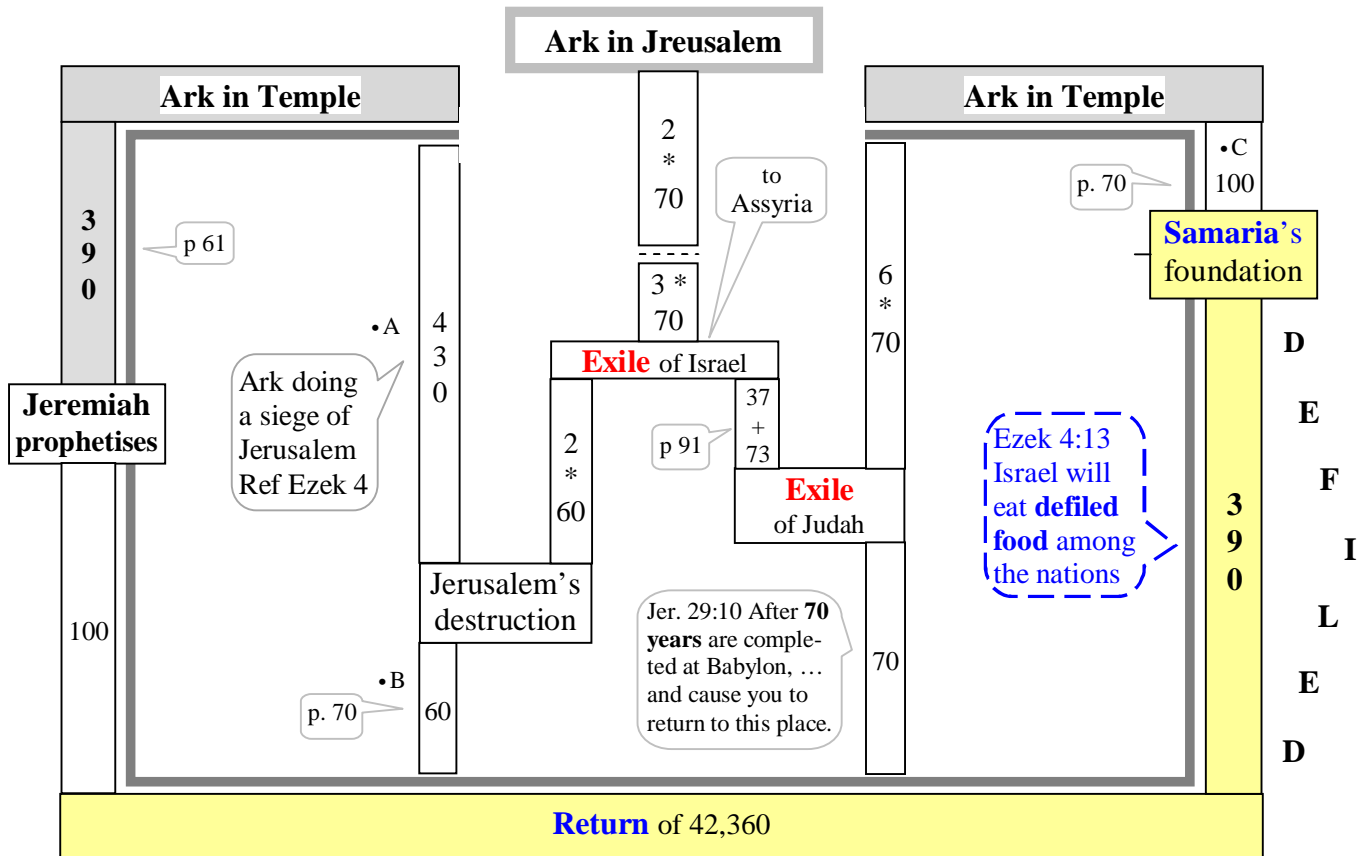 Ark in Jreusalem
Ark in Temple
Ark in Temple
2
*
70
to
Assyria
• C
100
p. 70
3
9
0
p 61
Samaria's
foundation
3 *
70
6
*
70
• A
4
3
0
Ark doing
a siege of
Jerusalem
Ref Ezek 4
Exile of Israel
Jeremiah
prophetises
2
*
60
37
+
73
p 91
Exile
of Judah
Ezek 4:13
Israel will
eat defiled
food among
the nations
3
9
0
D
E
F
I
L
E
D
Jerusalem's
destruction
100
• B
p. 70
60
Jer. 29:10 After 70
years are comple-
ted at Babylon, …
and cause you to
return to this place.
70
Return of 42,360